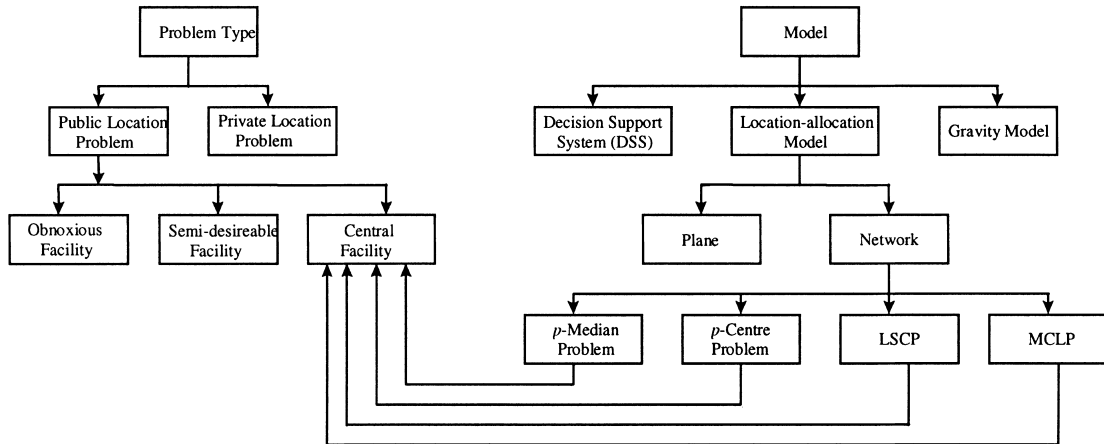 Problem Type
Model
Public Location
Problem
Private Location
Problem
Decision Support
System (DSS)
Location-allocation
Model
Gravity Model
Obnoxious
Facility
Semi-desireable
Facility
Central
Facility
Plane
Network
p-Median
Problem
p-Centre
Problem
LSCP
MCLP